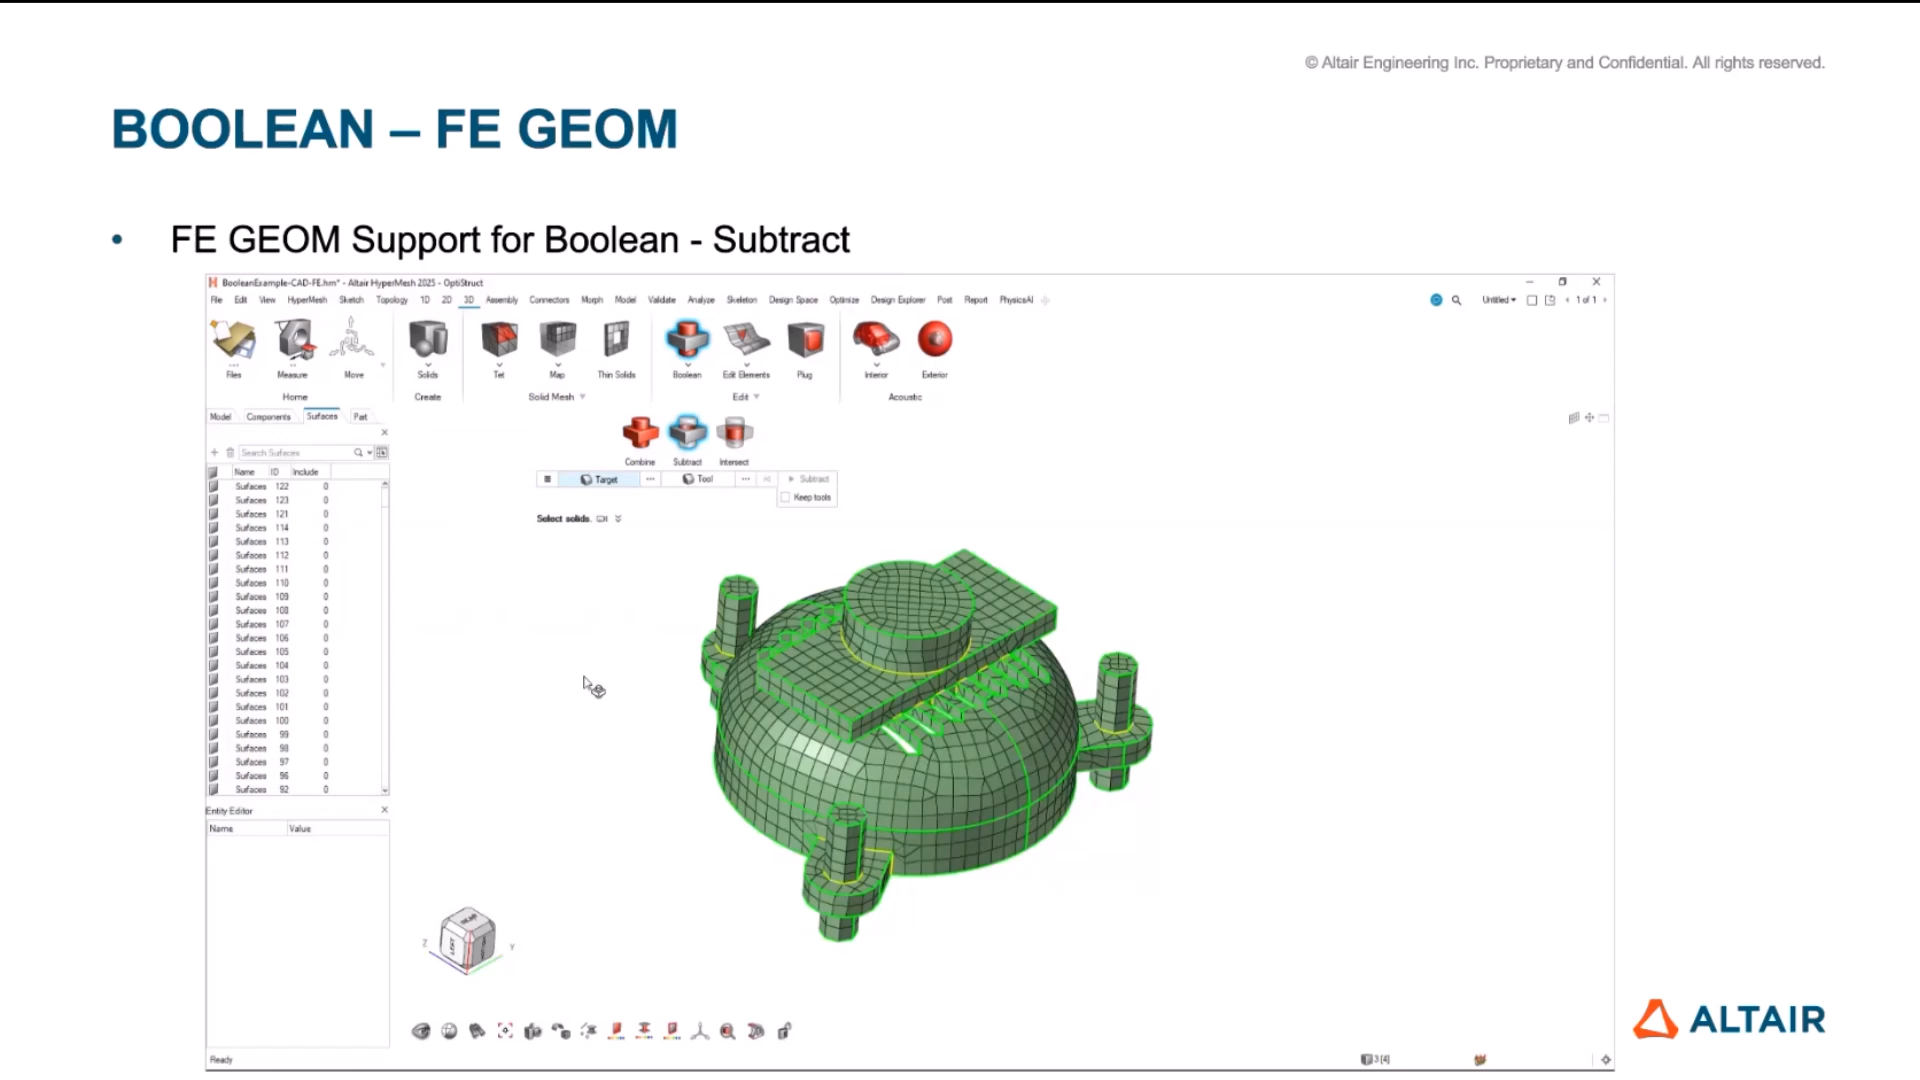 © Altair Engineering Inc. Proprietary and Confidential. All rights reserved.
BOOLEAN – FE GEOM
• FE GEOM Support for Boolean - Subtract
BooleanExample-CAD-FE.hm* - Altair HyperMesh 2025 - OptiStruct
File Edit View HyperMesh Sketch Topology 1D 2D 3D Assembly Connectors Morph Model Validate Analyze Skeleton Design Space Optimize Design Explorer Post Report PhysicsAI
Untitled 1 of 1
Files Measure Move Solids Tet Map Thin Solids Boolean Edit Elements Plug Interior Exterior
Home Create Solid Mesh Edit Acoustic
Model Components Surfaces Part
Combine Subtract Intersect
Search Surfaces
Target Tool Subtract
Keep tools
Select solids.
Name ID Include
Surfaces 122 0
Surfaces 123 0
Surfaces 121 0
Surfaces 114 0
Surfaces 113 0
Surfaces 112 0
Surfaces 111 0
Surfaces 110 0
Surfaces 109 0
Surfaces 108 0
Surfaces 107 0
Surfaces 106 0
Surfaces 105 0
Surfaces 104 0
Surfaces 103 0
Surfaces 102 0
Surfaces 101 0
Surfaces 100 0
Surfaces 99 0
Surfaces 98 0
Surfaces 97 0
Surfaces 96 0
Surfaces 92 0
Entity Editor
Name Value
Z Y
LEFT
ALTAIR
Ready
3 [4]